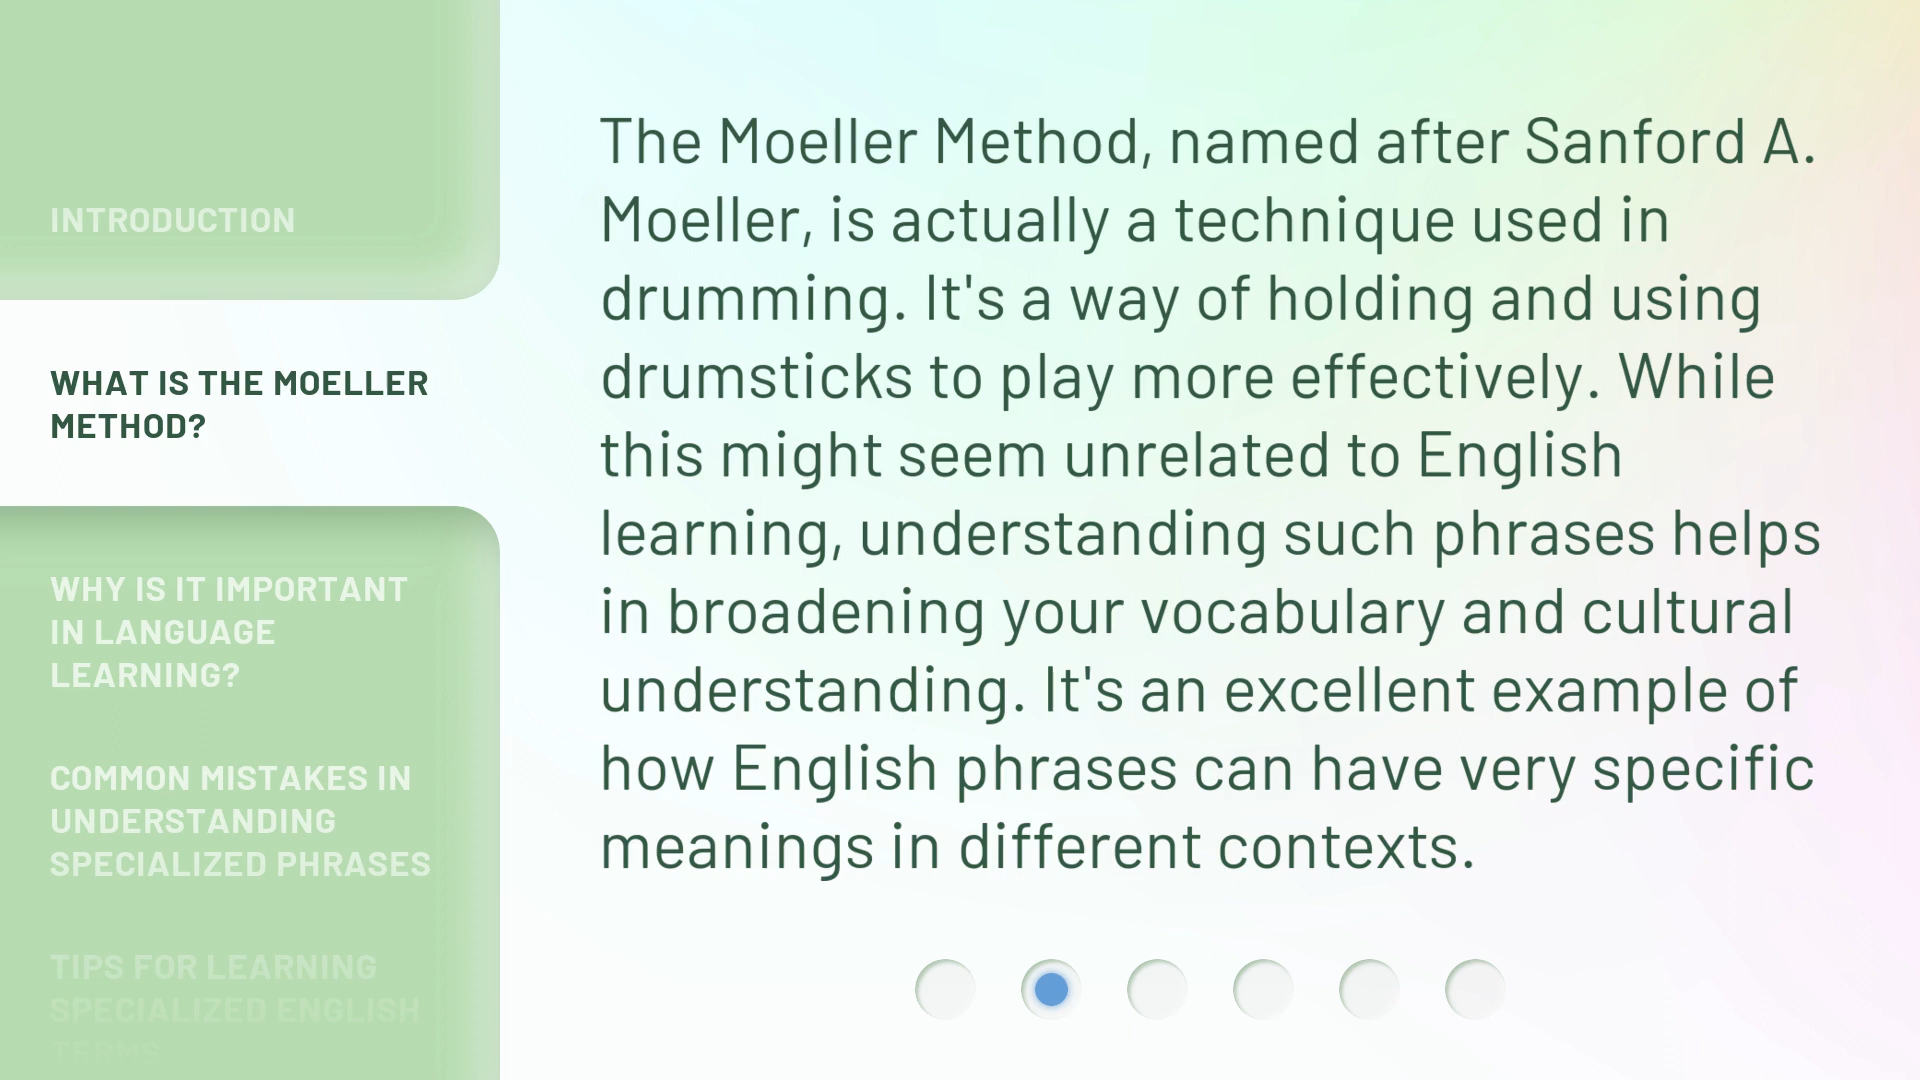 INTRODUCTION
WHAT IS THE MOELLER
METHOD?
WHY IS IT IMPORTANT
IN LANGUAGE
LEARNING?
COMMON MISTAKES IN
UNDERSTANDING
SPECIALIZED PHRASES
TIPS FOR LEARNING
SPECIALIZED ENGLISH
TERMS
The Moeller Method, named after Sanford A.
Moeller, is actually a technique used in
drumming. It's a way of holding and using
drumsticks to play more effectively. While
this might seem unrelated to English
learning, understanding such phrases helps
in broadening your vocabulary and cultural
understanding. It's an excellent example of
how English phrases can have very specific
meanings in different contexts.